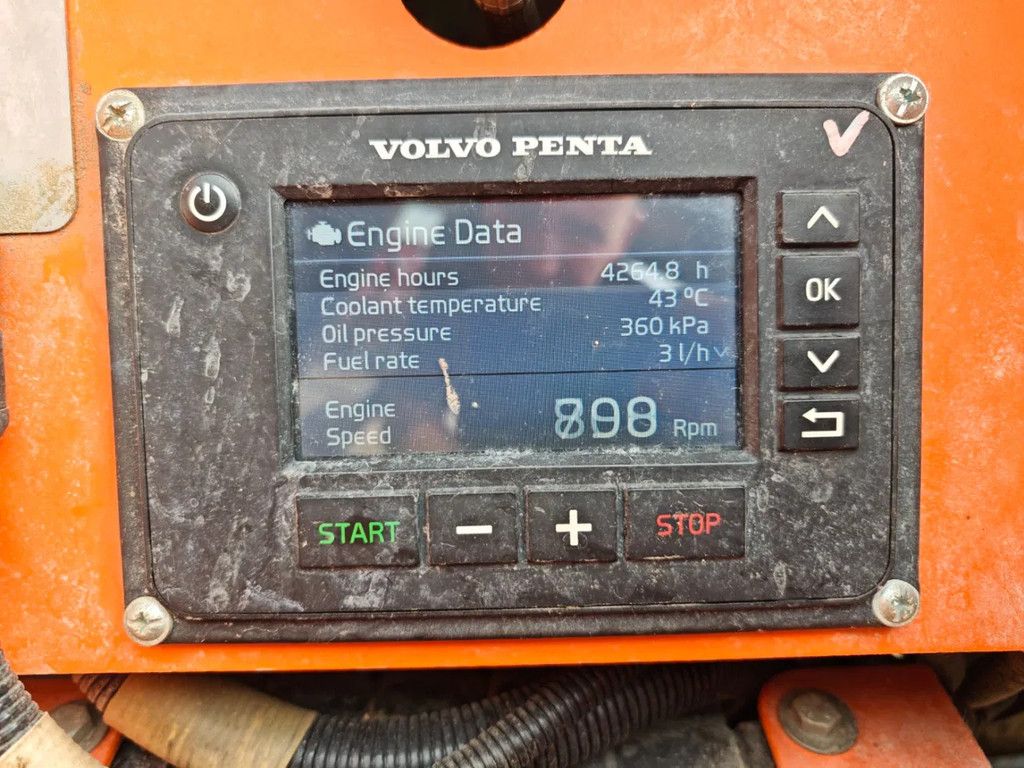 VOLVO PENTA
Engine Data
Engine hours 4264.8 h
Coolant temperature 43 ºC
OK
Oil pressure 360 kPa
Fuel rate 3 l/h
Engine
Speed Rpm
START - + STOP